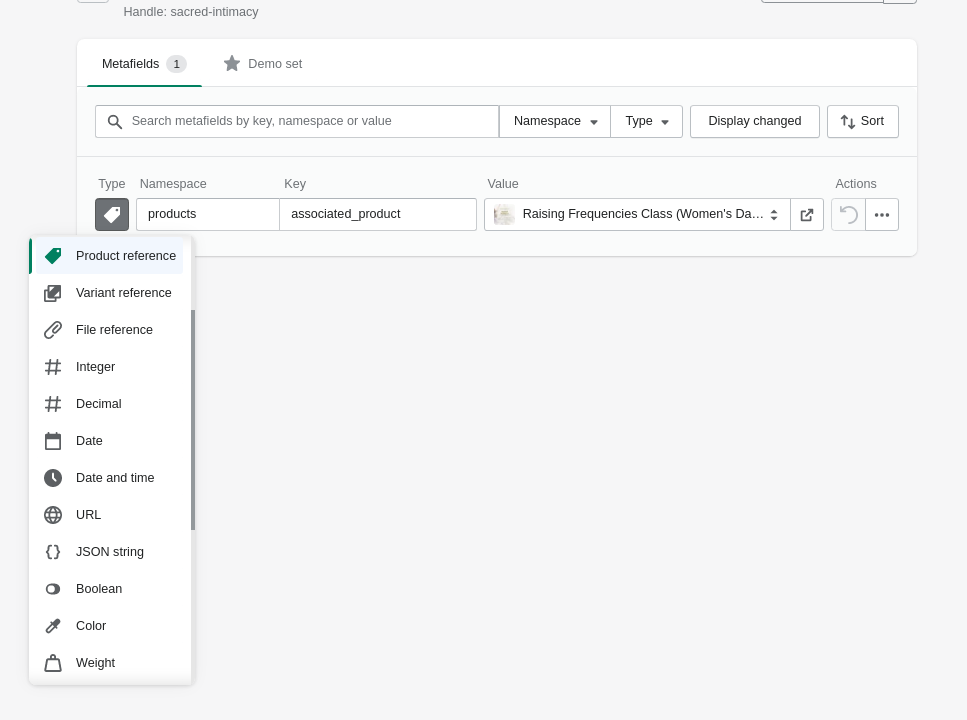 Handle: sacred-intimacy
Metafields 1 Demo set
Search metafields by key, namespace or value Namespace Type Display changed Sort
Type Namespace Key Value Actions
products associated_product Raising Frequencies Class (Women's Da…
Product reference
Variant reference
File reference
Integer
Decimal
Date
Date and time
URL
JSON string
Boolean
Color
Weight